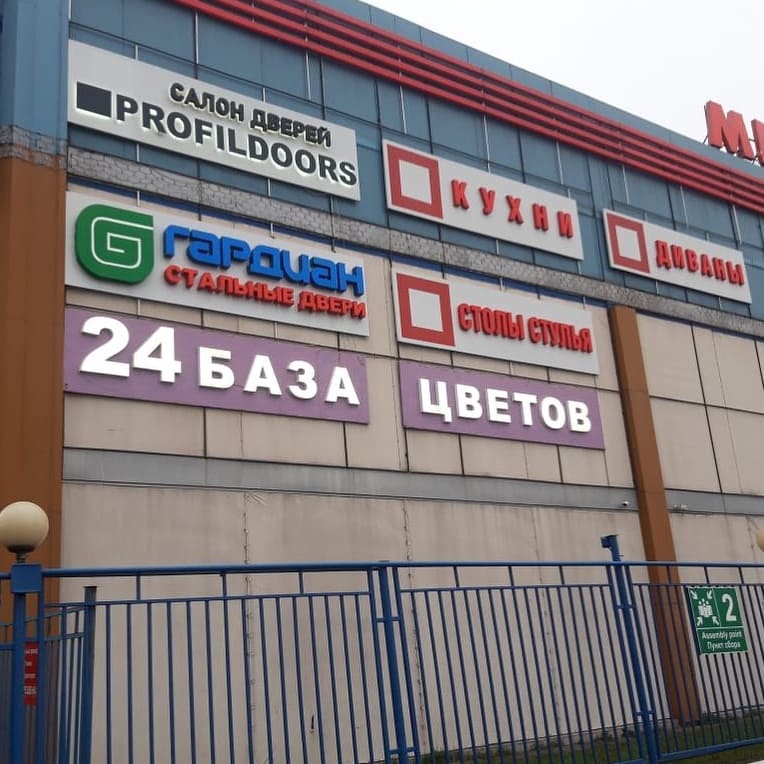 САЛОН ДВЕРЕЙ
PROFILDOORS
КУХНИ
ДИВАНЫ
G ГАРДИАН
СТАЛЬНЫЕ ДВЕРИ
СТОЛЫ СТУЛЬЯ
24 БАЗА ЦВЕТОВ
2
Assembly point
Пункт сбора